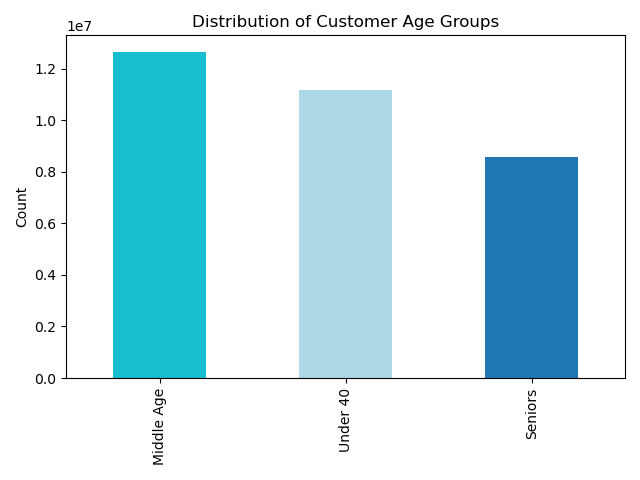 Distribution of Customer Age Groups
1e7
1.2
1.0
0.8
0.6
0.4
0.2
0.0
Count
Middle Age
Under 40
Seniors